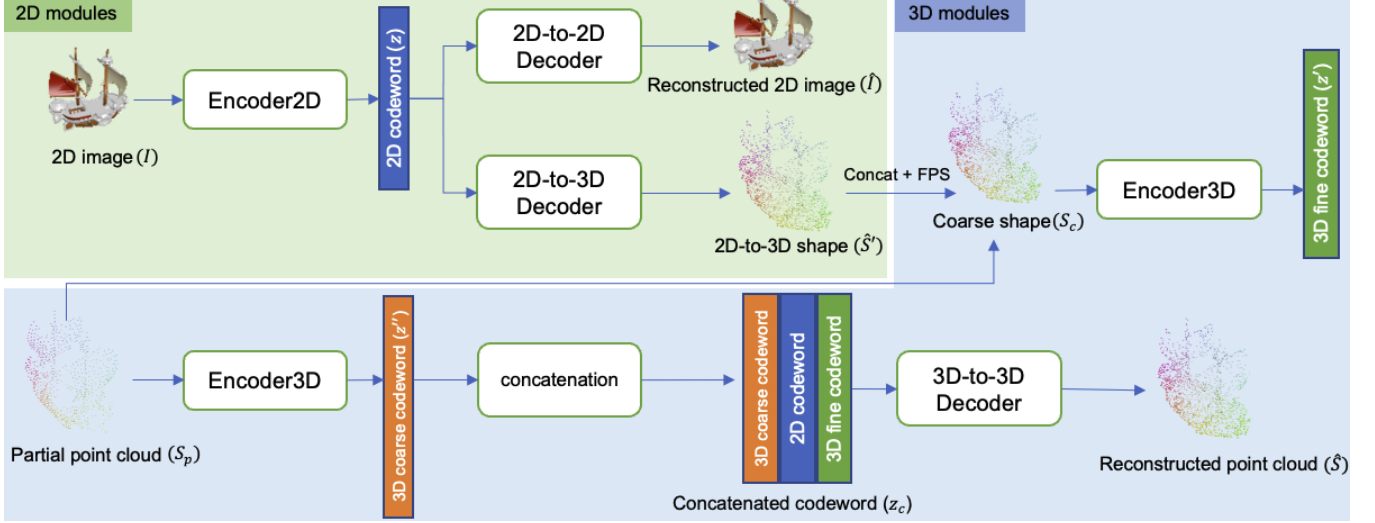 2D modules
3D modules
2D image (I)
Encoder2D
2D codeword (z)
2D-to-2D
Decoder
Reconstructed 2D image (Î)
2D-to-3D
Decoder
2D-to-3D shape (Ŝ′)
Concat + FPS
Coarse shape(S_c)
Encoder3D
3D fine codeword (z′)
Partial point cloud (S_p)
Encoder3D
3D coarse codeword (z′′)
concatenation
3D coarse codeword
2D codeword
3D fine codeword
Concatenated codeword (z_c)
3D-to-3D
Decoder
Reconstructed point cloud (Ŝ)